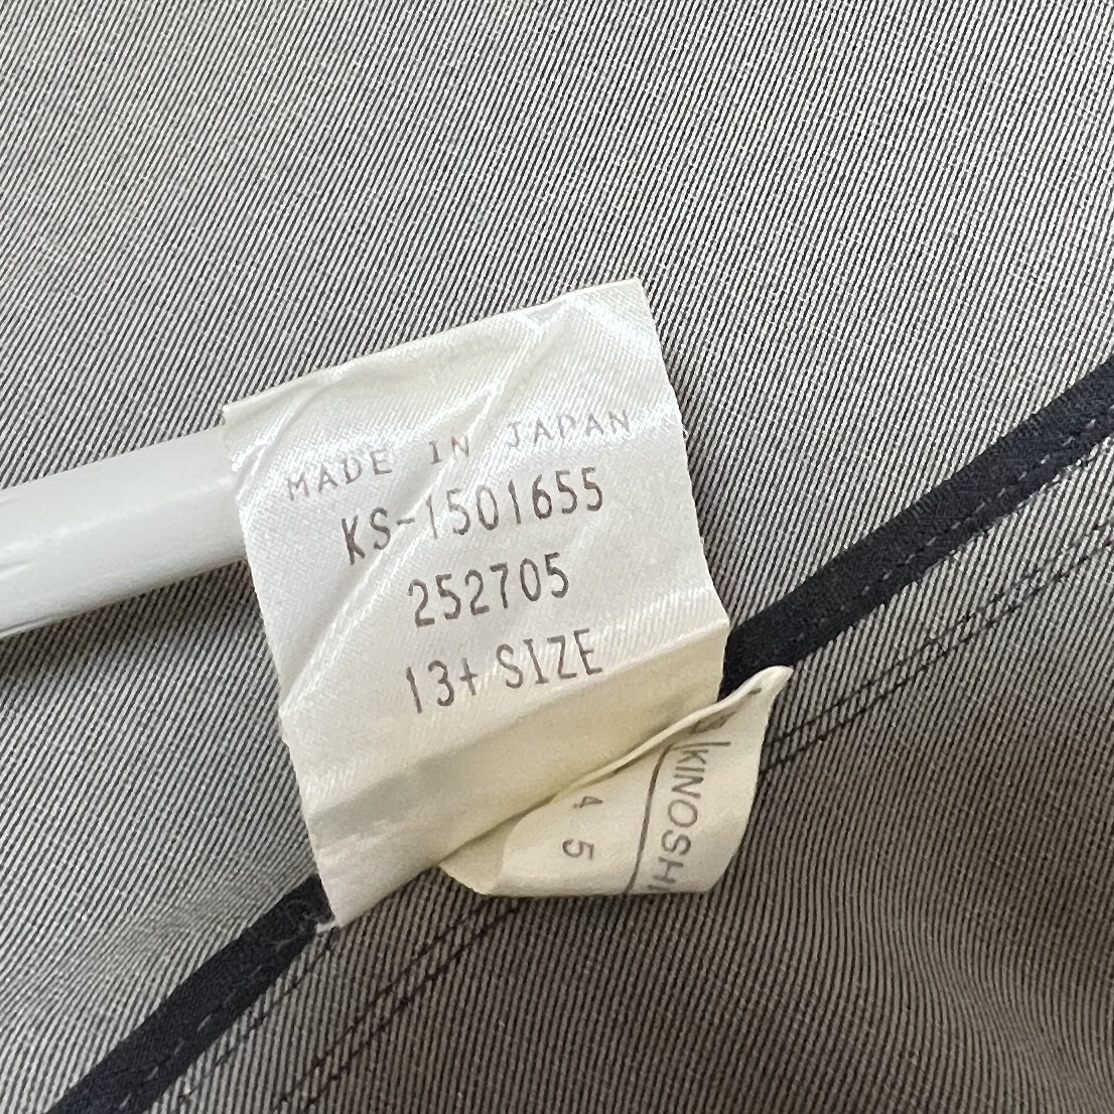 MADE IN JAPAN
KS-1501655
252705
13+ SIZE
KINOSH
4 5